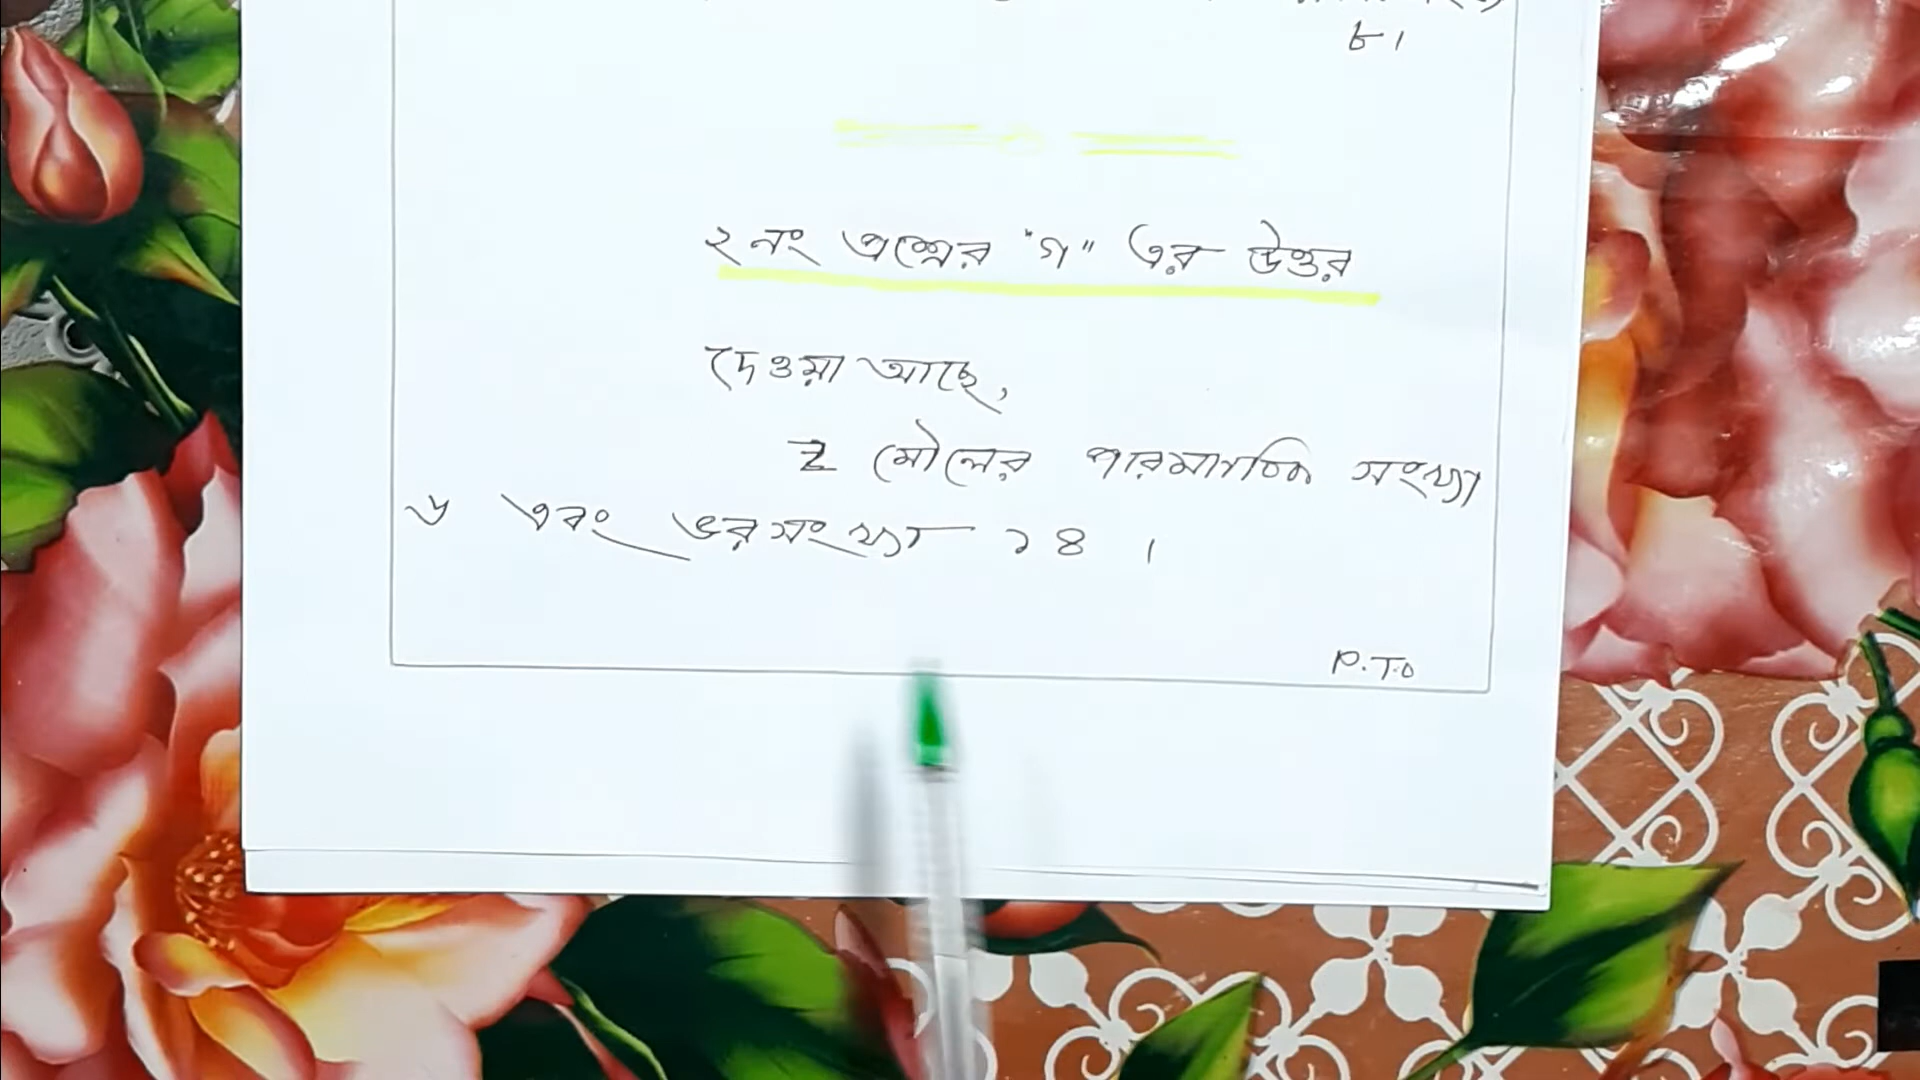 ৮।
২নং প্রশ্নের "গ" এর উত্তর
দেওয়া আছে,
Z মৌলের পারমাণবিক সংখ্যা
৬ এবং ভরসংখ্যা ১৪ ।
P.T.O